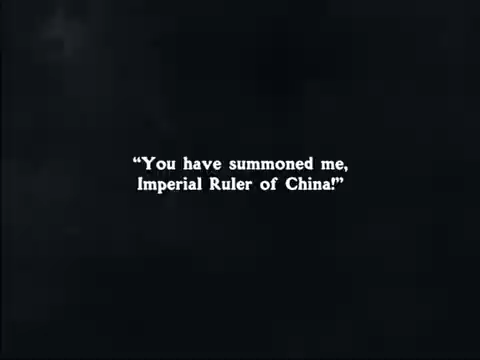 “You have summoned me,
Imperial Ruler of China!”